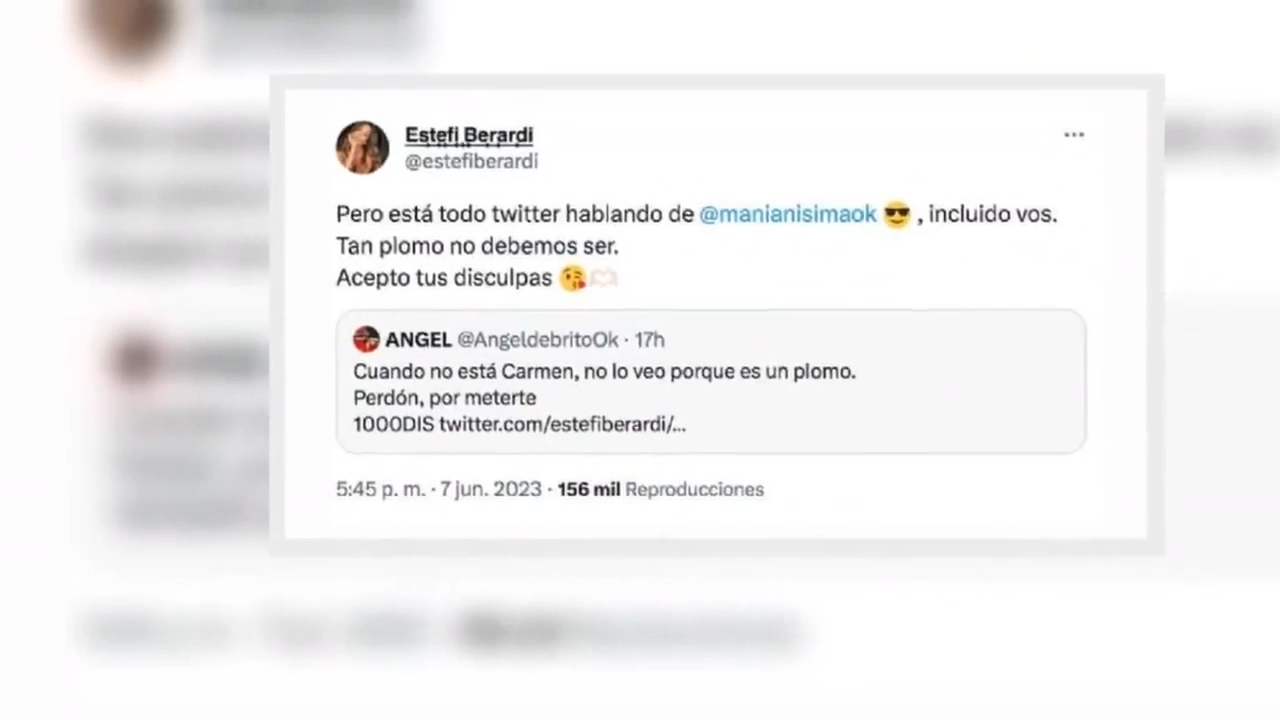 Estefi Berardi
@estefiberardi
Pero está todo twitter hablando de @manianisimaok 😎 , incluido vos.
Tan plomo no debemos ser.
Acepto tus disculpas 😘🫶🏻
ANGEL @AngeldebritoOk · 17h
Cuando no está Carmen, no lo veo porque es un plomo.
Perdón, por meterte
1000DIS twitter.com/estefiberardi/...
5:45 p. m. · 7 jun. 2023 · 156 mil Reproducciones